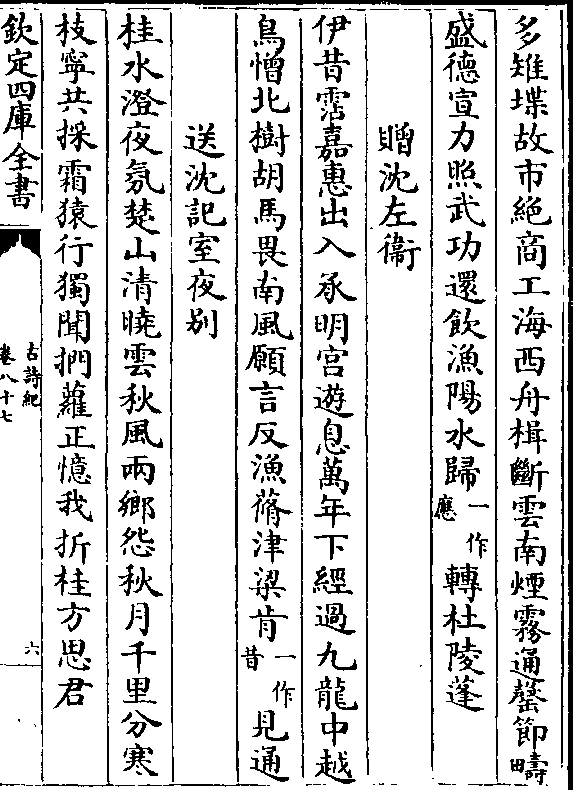 多雉堞故市絶商工海西舟楫斷雲南煙霧通罄節疇
盛德宣力照武功還飲漁陽水歸一作應轉杜陵蓬
贈沈左衞
伊昔霑嘉惠出入承明宫遊息萬年下經過九龍中越
鳥憎北樹胡馬畏南風願言反漁蓨津梁肯一作昔見通
送沈記室夜别
桂水澄夜氛楚山清曉雲秋風兩鄉怨秋月千里分寒
枝寧共採霜猿行獨聞捫蘿正憶我折桂方思君
欽定四庫全書
古詩紀
卷八十七
六